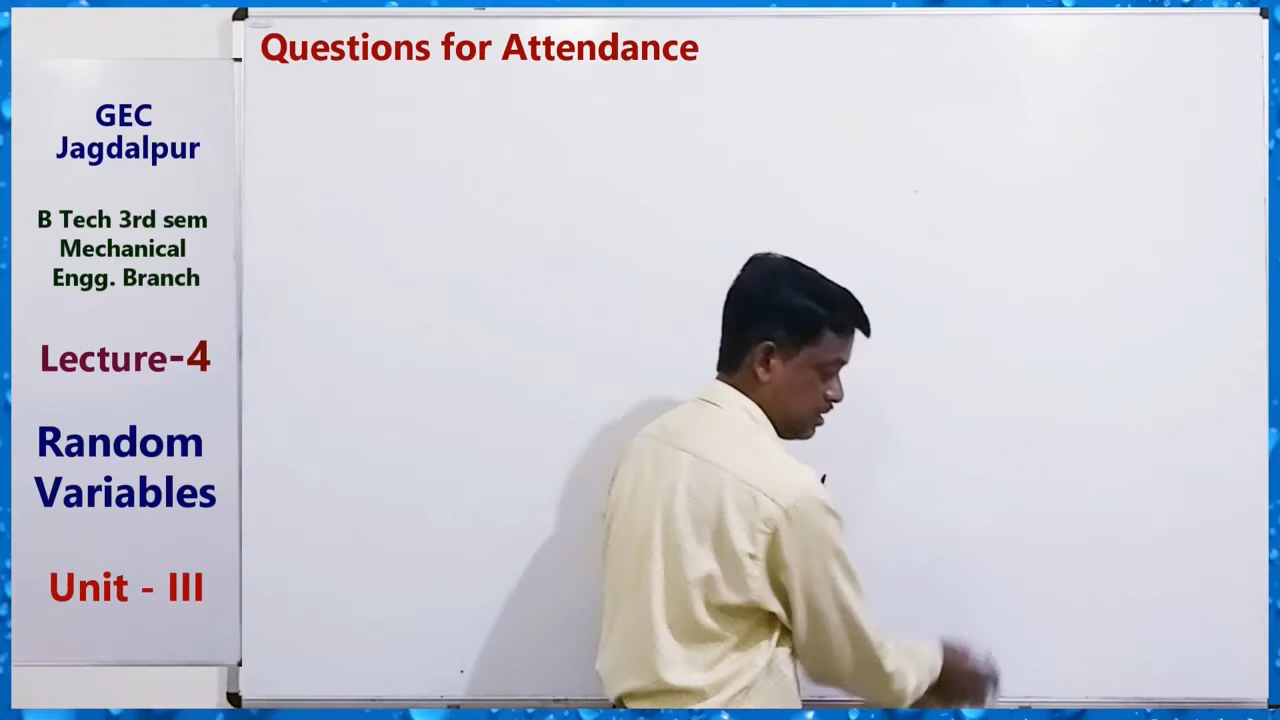 Questions for Attendance
GEC
Jagdalpur
B Tech 3rd sem
Mechanical
Engg. Branch
Lecture-4
Random
Variables
Unit - III